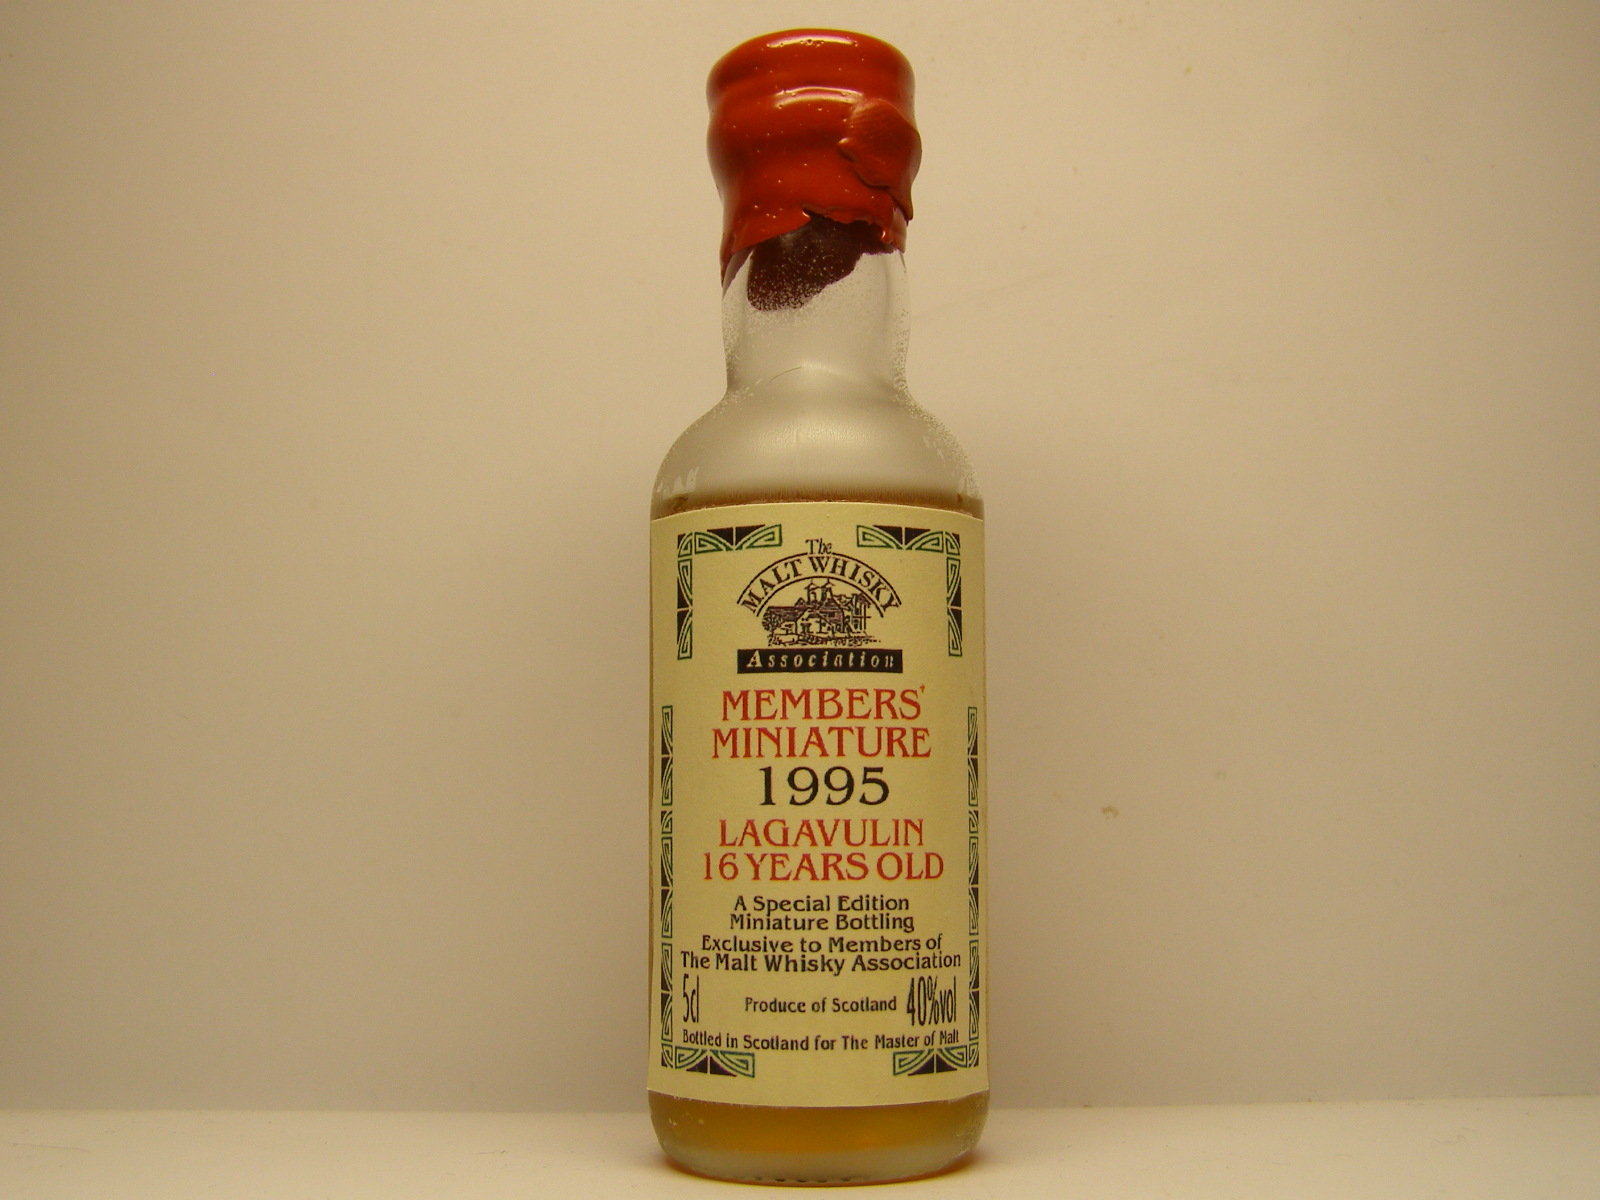 The
MALT WHISKY
Association
MEMBERS'
MINIATURE
1995
LAGAVULIN
16 YEARS OLD
A Special Edition
Miniature Bottling
Exclusive to Members of
The Malt Whisky Association
5cl Produce of Scotland 40%vol
Bottled in Scotland for The Master of Malt